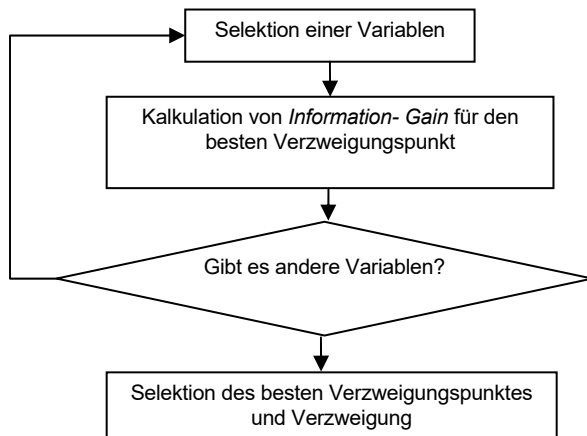 Selektion einer Variablen
Kalkulation von Information- Gain für den
besten Verzweigungspunkt
Gibt es andere Variablen?
Selektion des besten Verzweigungspunktes
und Verzweigung